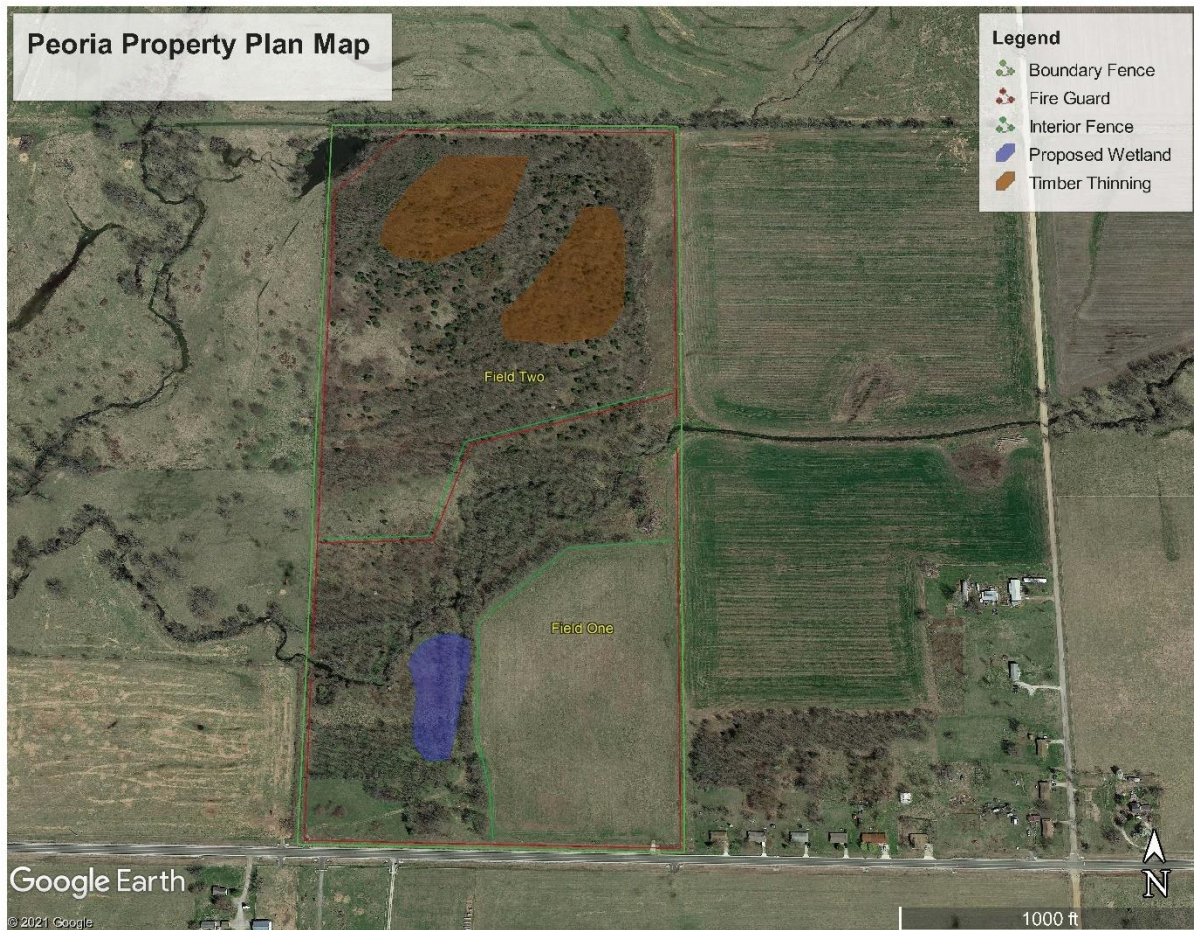 Peoria Property Plan Map
Legend
Boundary Fence
Fire Guard
Interior Fence
Proposed Wetland
Timber Thinning
Field Two
Field One
Google Earth
© 2021 Google
N
1000 ft